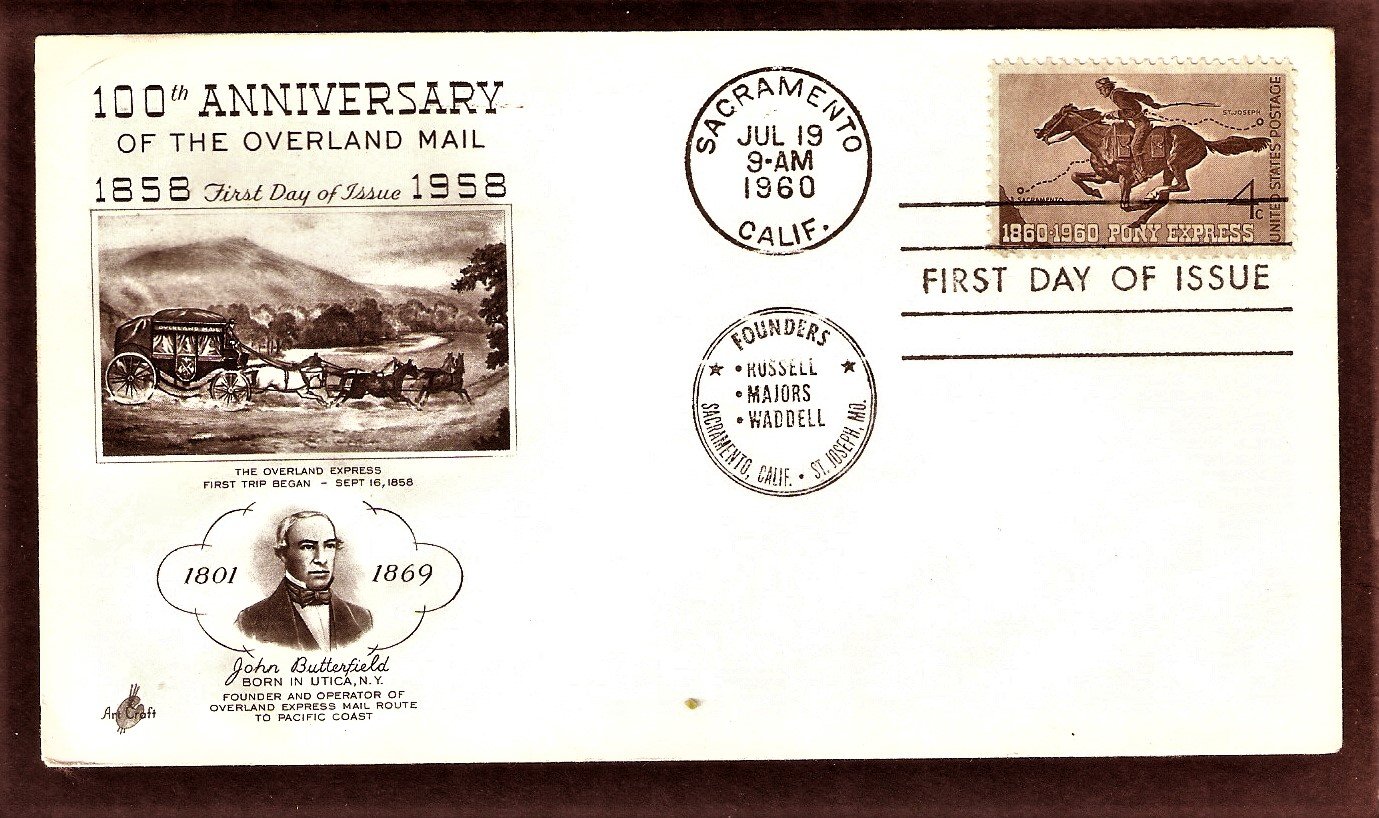 100th ANNIVERSARY
OF THE OVERLAND MAIL
1858 First Day of Issue 1958
THE OVERLAND EXPRESS
FIRST TRIP BEGAN - SEPT 16, 1858
1801 1869
John Butterfield
BORN IN UTICA, N.Y.
FOUNDER AND OPERATOR OF
OVERLAND EXPRESS MAIL ROUTE
TO PACIFIC COAST
Art Craft
SACRAMENTO
JUL 19
9-AM
1960
CALIF.
FOUNDERS
• RUSSELL
• MAJORS
• WADDELL
SACRAMENTO, CALIF. • ST. JOSEPH, MO.
ST. JOSEPH
SACRAMENTO
4c
UNITED STATES POSTAGE
1860-1960 PONY EXPRESS
FIRST DAY OF ISSUE